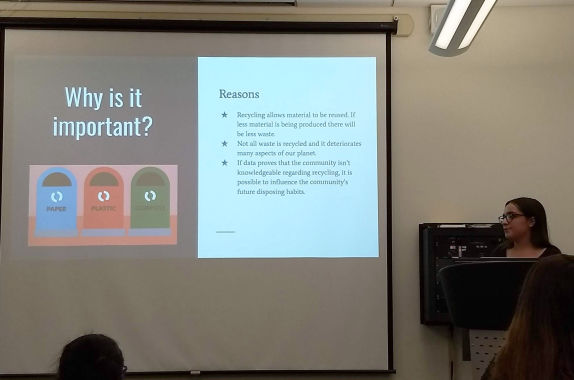 Why is it
important?
PAPER
PLASTIC
Reasons
★ Recycling allows material to be reused. If
less material is being produced there will
be less waste.
★ Not all waste is recycled and it deteriorates
many aspects of our planet.
★ If data proves that the community isn't
knowledgeable regarding recycling, it is
possible to influence the community's
future disposing habits.